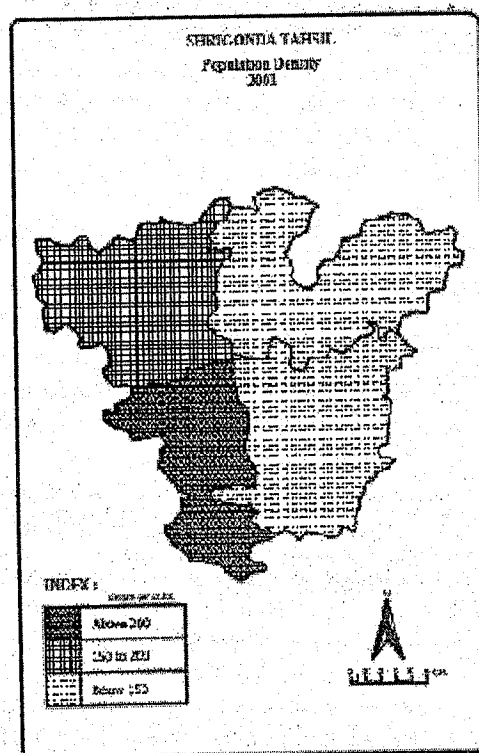 SHRIGONDA TAHSIL
Population Density
2001
INDEX :
Above 200
150 to 200
Below 150
N